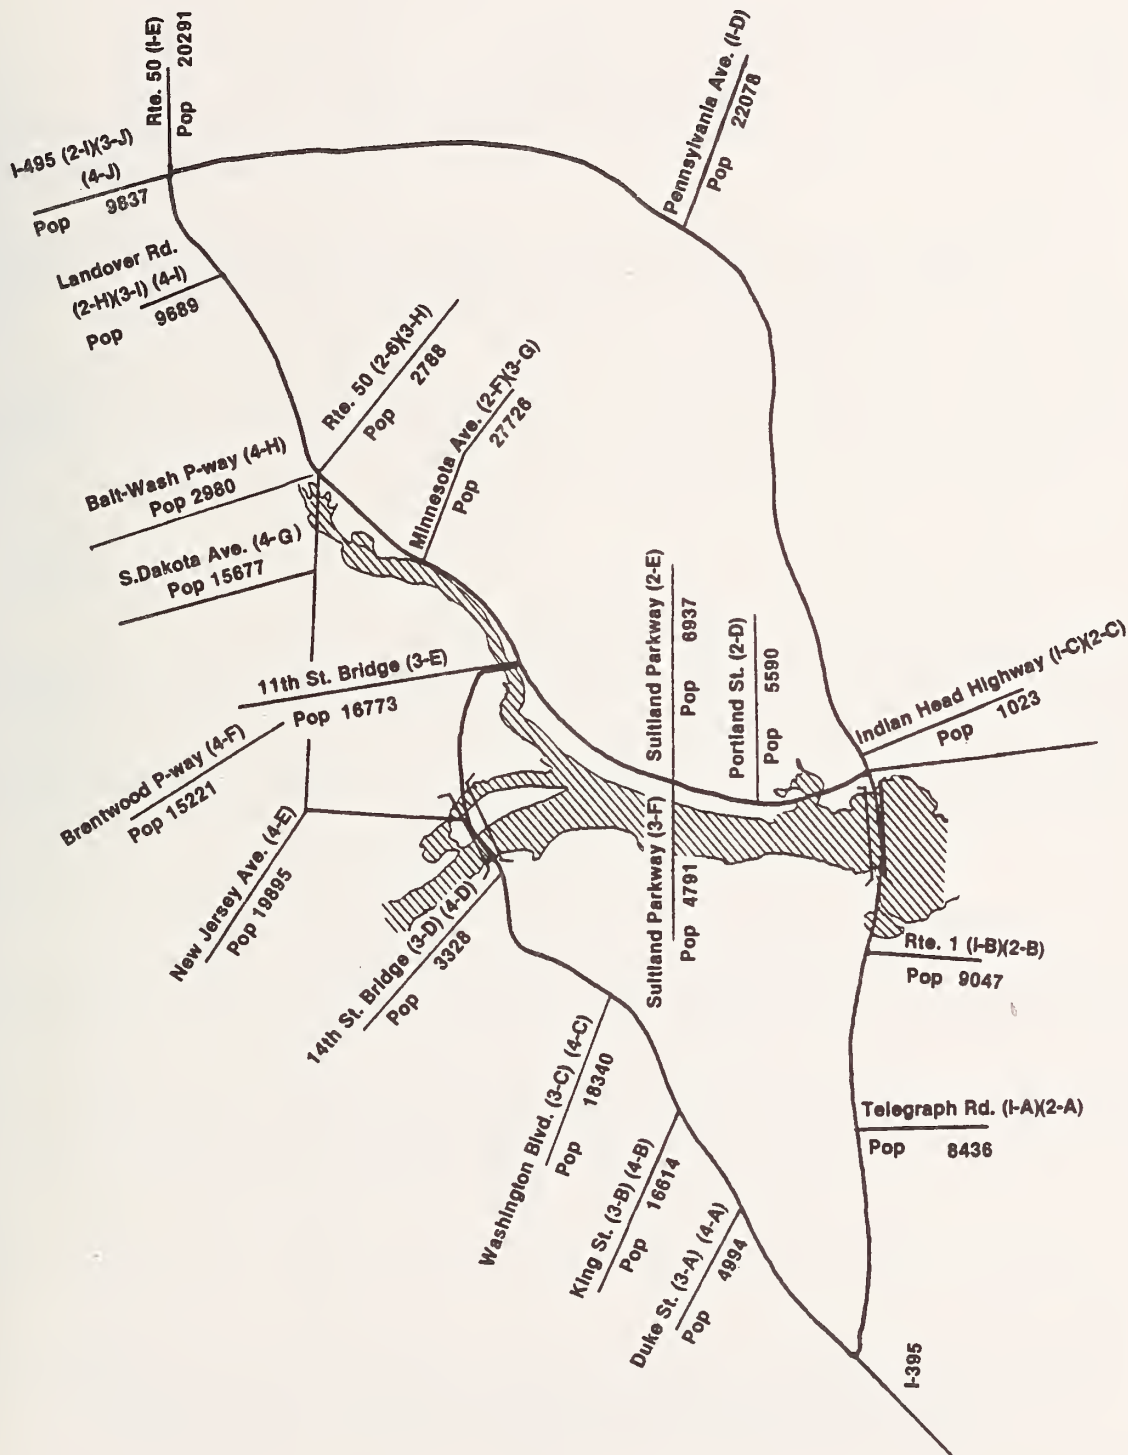 Rte. 50 (I-E)
Pop 20291
I-495 (2-I)(3-J)
(4-J)
Pop 9837
Landover Rd.
(2-H)(3-I) (4-I)
Pop 9689
Pennsylvania Ave. (I-D)
Pop 22078
Rte. 50 (2-6)(3-H)
Pop 2788
Minnesota Ave. (2-F)(3-G)
Pop 27726
Balt-Wash P-way (4-H)
Pop 2980
S.Dakota Ave. (4-G)
Pop 15677
11th St. Bridge (3-E)
Pop 16773
Brentwood P-way (4-F)
Pop 15221
New Jersey Ave. (4-E)
Pop 19895
14th St. Bridge (3-D) (4-D)
Pop 3328
Suitland Parkway (2-E)
Pop 6937
Suitland Parkway (3-F)
Pop 4791
Portland St. (2-D)
Pop 5590
Indian Head Highway (I-C)(2-C)
Pop 1023
Rte. 1 (I-B)(2-B)
Pop 9047
Telegraph Rd. (I-A)(2-A)
Pop 8436
Washington Blvd. (3-C) (4-C)
Pop 18340
King St. (3-B) (4-B)
Pop 16614
Duke St. (3-A) (4-A)
Pop 4994
I-395